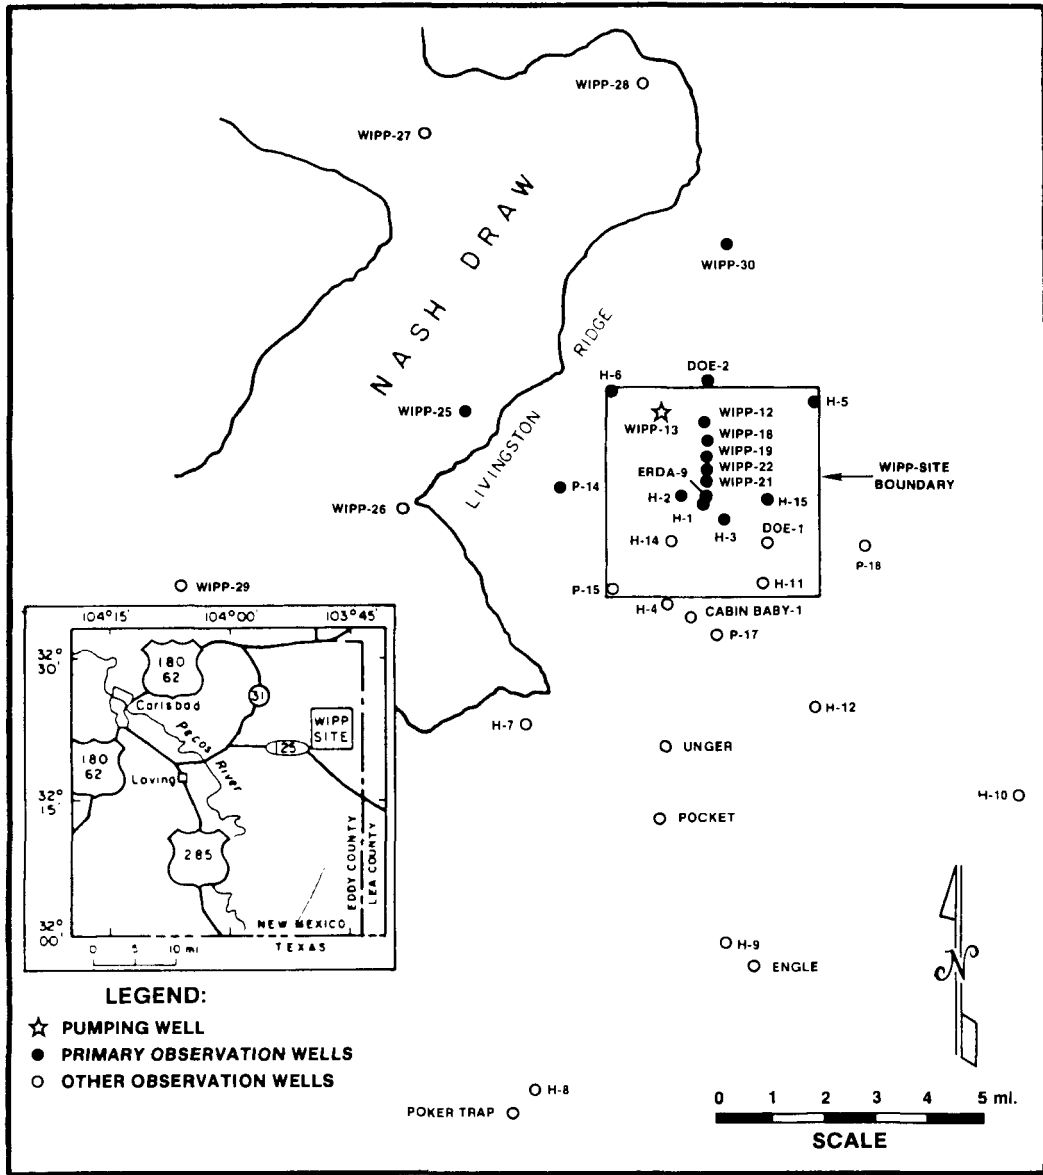 WIPP-28
WIPP-27
NASH DRAW
WIPP-30
LIVINGSTON RIDGE
H-6
DOE-2
H-5
WIPP-25
WIPP-13
WIPP-12
WIPP-18
WIPP-19
WIPP-22
WIPP-21
ERDA-9
WIPP-SITE
BOUNDARY
P-14
H-2
H-15
WIPP-26
H-1
H-3
DOE-1
H-14
P-18
WIPP-29
P-15
H-11
H-4
CABIN BABY-1
P-17
H-7
H-12
UNGER
H-10
POCKET
H-9
ENGLE
N
H-8
POKER TRAP
104°15'
104°00'
103°45'
32°
30'
180
62
31
Carlsbad
WIPP
SITE
Pecos River
125
180
62
Loving
32°
15'
285
EDDY COUNTY
LEA COUNTY
32°
00'
NEW MEXICO
TEXAS
0 5 10 mi
LEGEND:
PUMPING WELL
PRIMARY OBSERVATION WELLS
OTHER OBSERVATION WELLS
0 1 2 3 4 5 mi.
SCALE